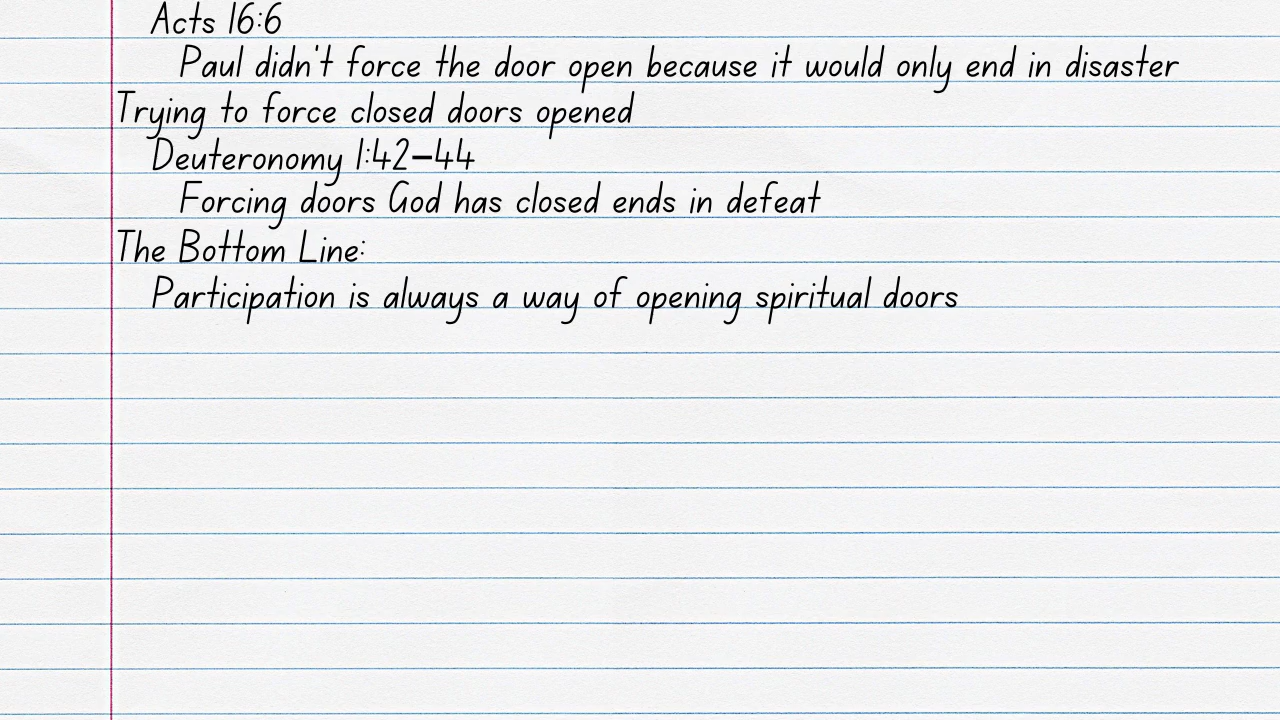 Acts 16:6
Paul didn't force the door open because it would only end in disaster
Trying to force closed doors opened
Deuteronomy 1:42–44
Forcing doors God has closed ends in defeat
The Bottom Line:
Participation is always a way of opening spiritual doors